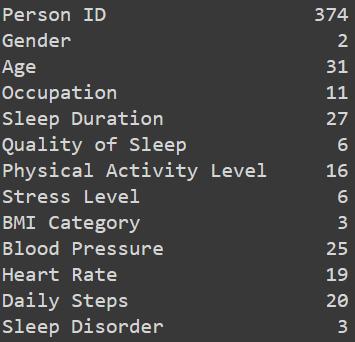 Person ID 374
Gender 2
Age 31
Occupation 11
Sleep Duration 27
Quality of Sleep 6
Physical Activity Level 16
Stress Level 6
BMI Category 3
Blood Pressure 25
Heart Rate 19
Daily Steps 20
Sleep Disorder 3